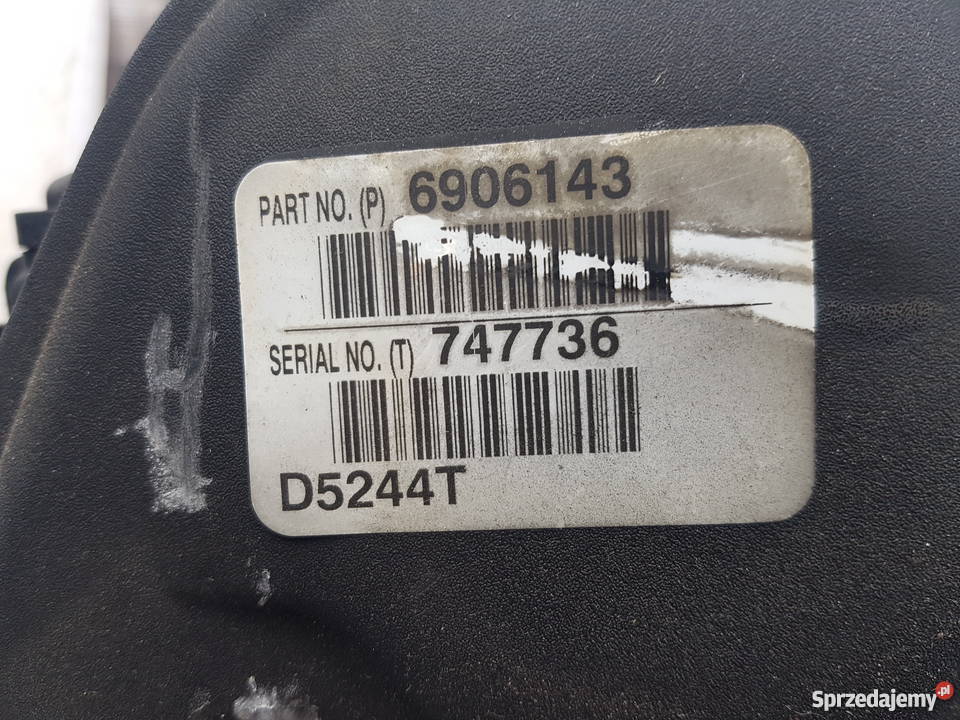 PART NO. (P) 6906143
SERIAL NO. (T) 747736
D5244T
Sprzedajemy.pl